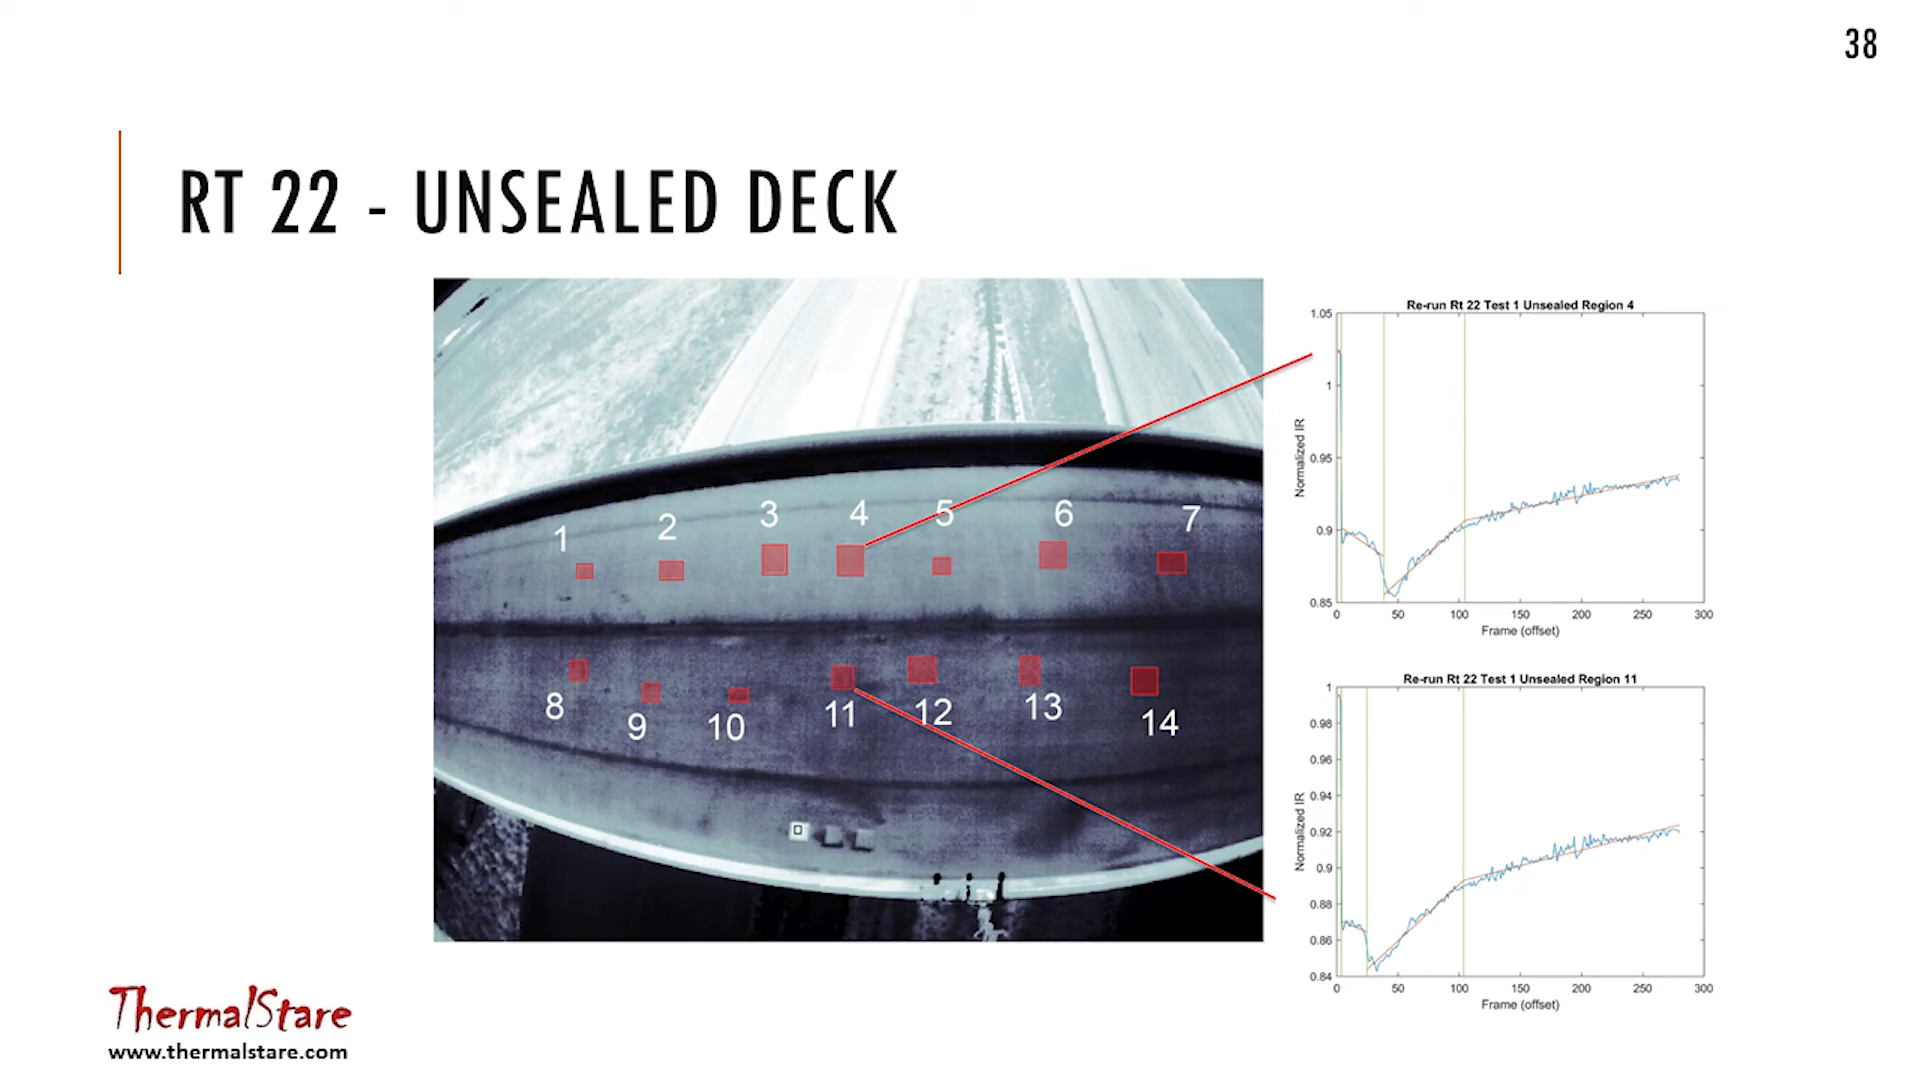 38
RT 22 - UNSEALED DECK
1
2
3
4
5
6
7
8
9
10
11
12
13
14
Re-run Rt 22 Test 1 Unsealed Region 4
1.05
1
0.95
0.9
0.85
Normalized IR
0 50 100 150 200 250 300
Frame (offset)
Re-run Rt 22 Test 1 Unsealed Region 11
1
0.98
0.96
0.94
0.92
0.9
0.88
0.86
0.84
Normalized IR
0 50 100 150 200 250 300
Frame (offset)
ThermalStare
www.thermalstare.com